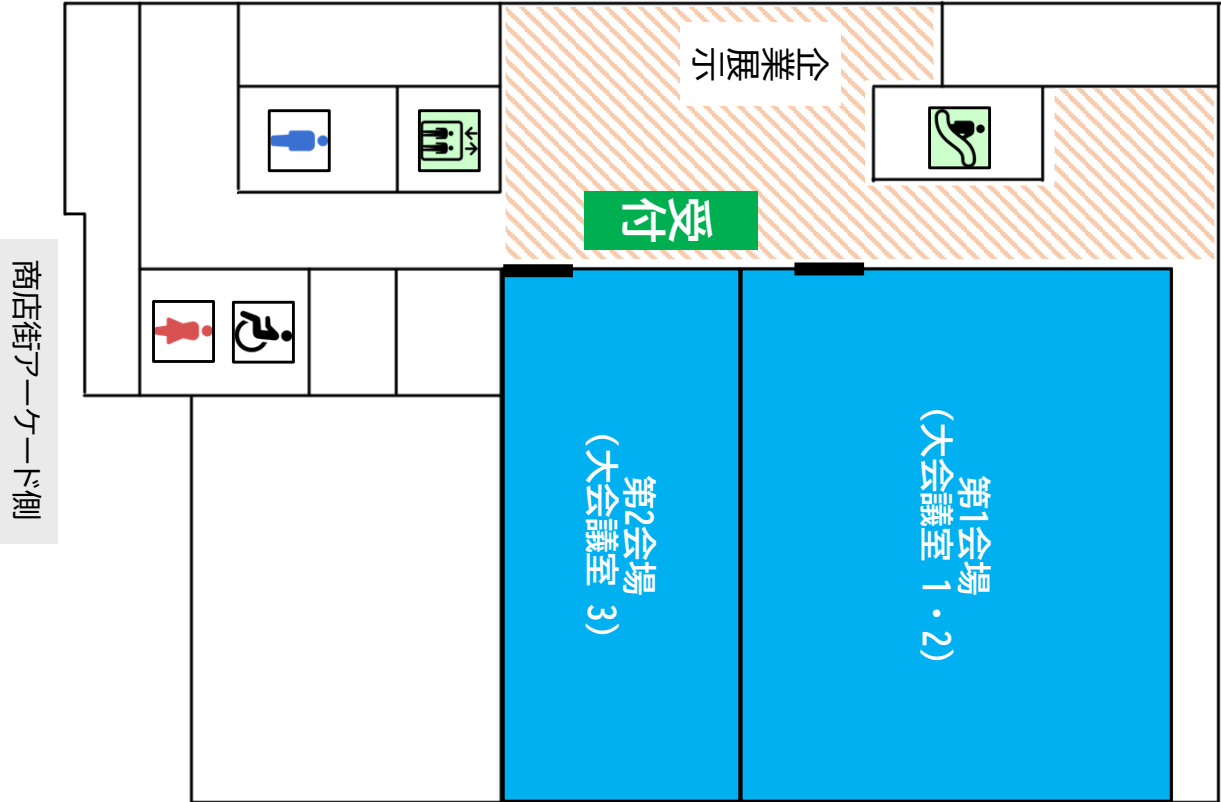 企業展示
受付
第1会場
（大会議室 1・2）
第2会場
（大会議室 3）
商店街アーケード側